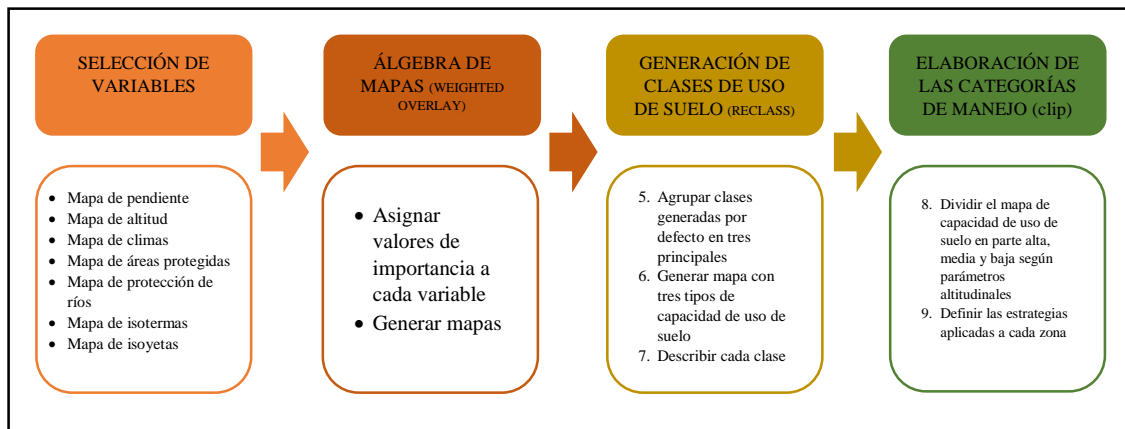 SELECCIÓN DE
VARIABLES
• Mapa de pendiente
• Mapa de altitud
• Mapa de climas
• Mapa de áreas protegidas
• Mapa de protección de
ríos
• Mapa de isotermas
• Mapa de isoyetas
ÁLGEBRA DE
MAPAS (WEIGHTED
OVERLAY)
• Asignar
valores de
importancia a
cada variable
• Generar mapas
GENERACIÓN DE
CLASES DE USO
DE SUELO (RECLASS)
5. Agrupar clases
generadas por
defecto en tres
principales
6. Generar mapa con
tres tipos de
capacidad de uso de
suelo
7. Describir cada clase
ELABORACIÓN DE
LAS CATEGORÍAS
DE MANEJO (clip)
8. Dividir el mapa de
capacidad de uso de
suelo en parte alta,
media y baja según
parámetros
altitudinales
9. Definir las estrategias
aplicadas a cada zona